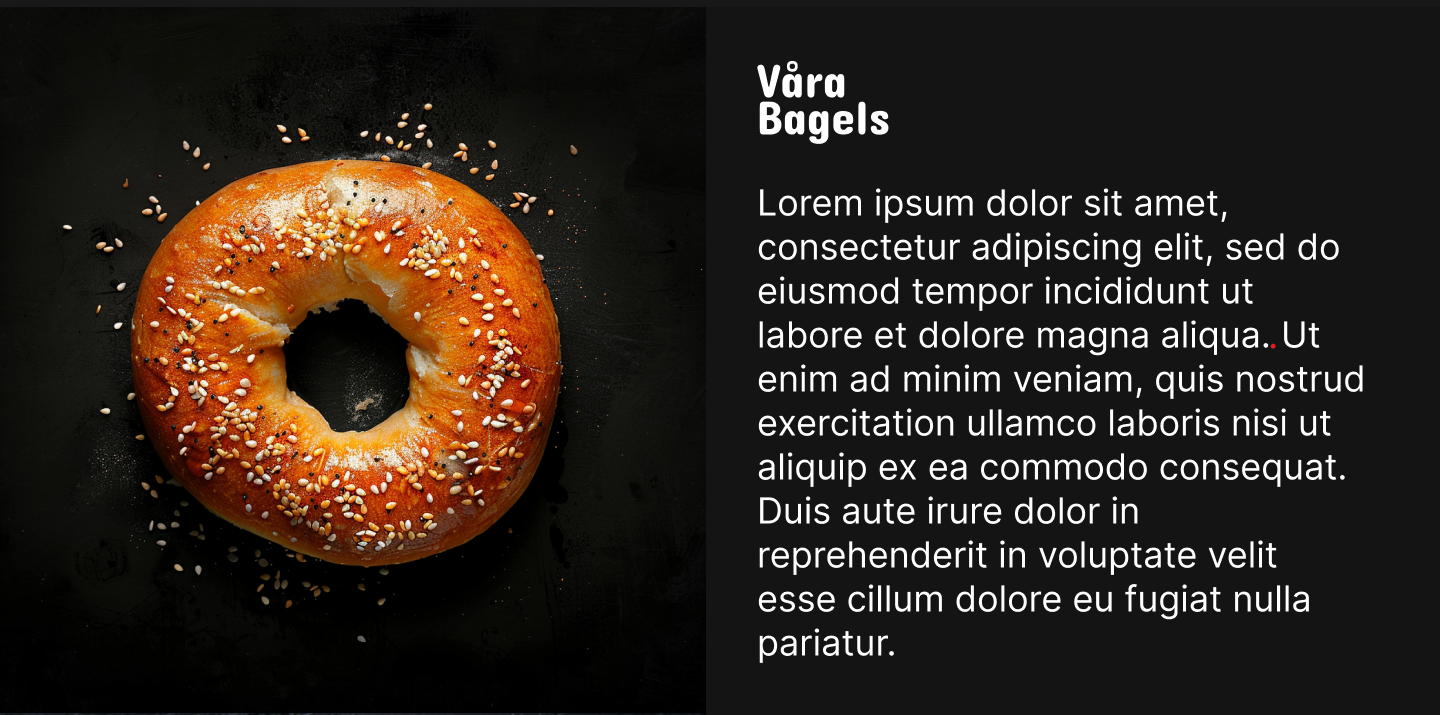 Våra
Bagels
Lorem ipsum dolor sit amet,
consectetur adipiscing elit, sed do
eiusmod tempor incididunt ut
labore et dolore magna aliqua.. Ut
enim ad minim veniam, quis nostrud
exercitation ullamco laboris nisi ut
aliquip ex ea commodo consequat.
Duis aute irure dolor in
reprehenderit in voluptate velit
esse cillum dolore eu fugiat nulla
pariatur.